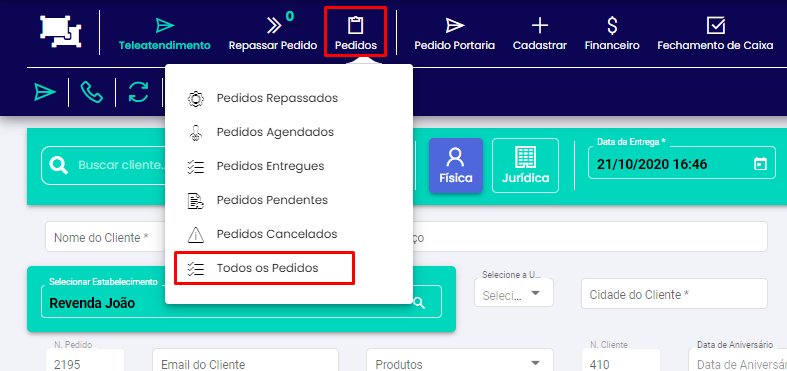 0
Teleatendimento
Repassar Pedido
Pedidos
Pedido Portaria
Cadastrar
Financeiro
Fechamento de Caixa
Pedidos Repassados
Pedidos Agendados
Pedidos Entregues
Pedidos Pendentes
Pedidos Cancelados
Todos os Pedidos
Buscar cliente...
Física
Jurídica
Data da Entrega *
21/10/2020 16:46
Nome do Cliente *
ço
Selecionar Estabelecimento
Revenda João
Selecione a U...
Seleci...
Cidade do Cliente *
N. Pedido
2195
Email do Cliente
Produtos
N. Cliente
410
Data de Aniversário
Data de Aniversári